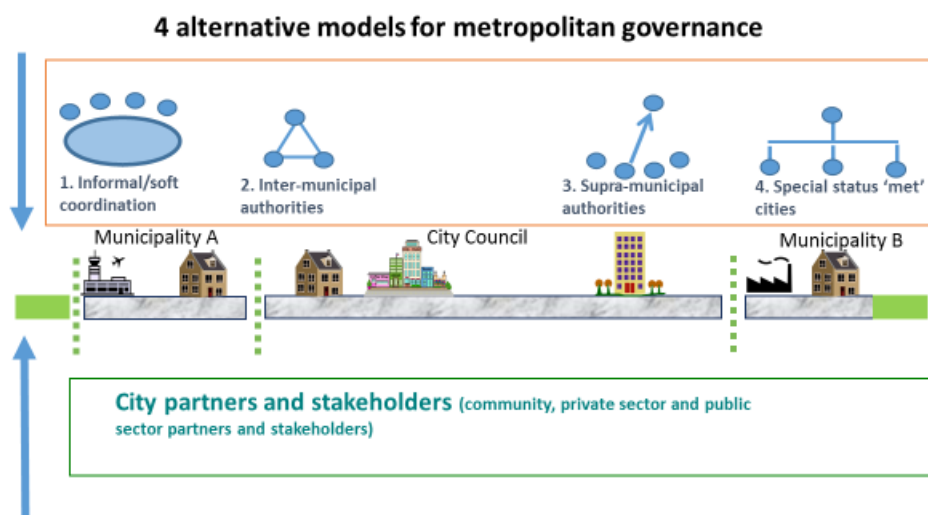 4 alternative models for metropolitan governance
1. Informal/soft
coordination
2. Inter-municipal
authorities
3. Supra-municipal
authorities
4. Special status ‘met’
cities
Municipality A
City Council
Municipality B
City partners and stakeholders (community, private sector and public
sector partners and stakeholders)